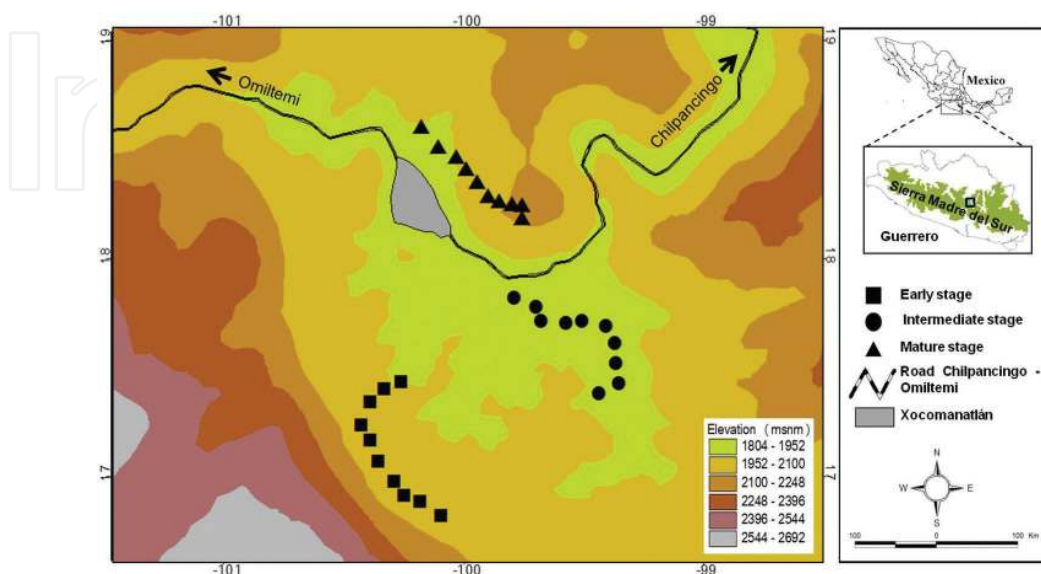 -101 -100 -99
19 19
Omiltemi
Chilpancingo
18 18
17 17
Elevation ( msnm )
1804 - 1952
1952 - 2100
2100 - 2248
2248 - 2396
2396 - 2544
2544 - 2692
-101 -100 -99
Mexico
Sierra Madre del Sur
Guerrero
Early stage
Intermediate stage
Mature stage
Road Chilpancingo -
Omiltemi
Xocomanatlán
N
W E
S
100 0 100 Km